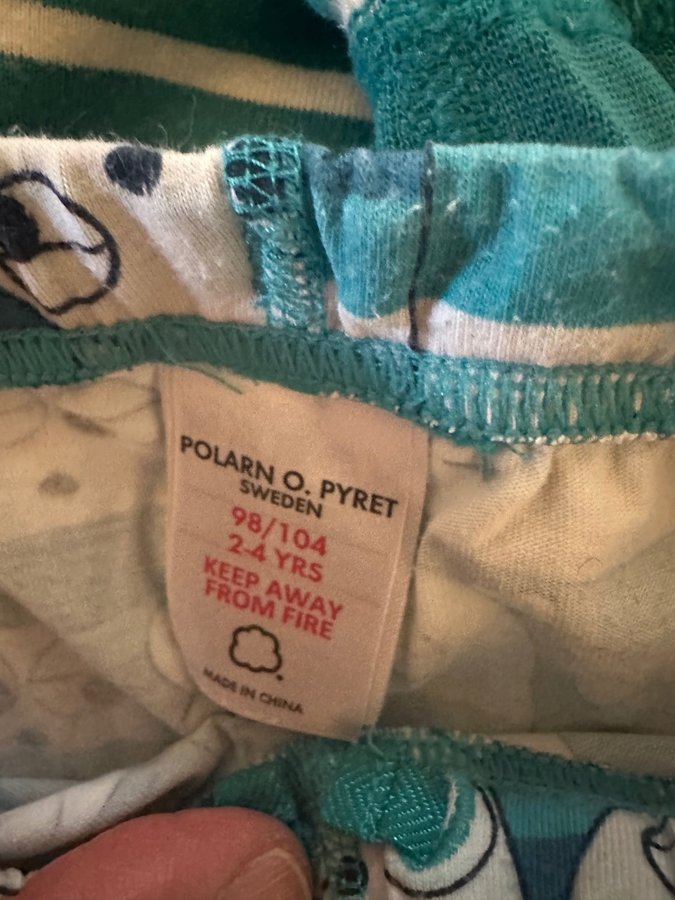 POLARN O. PYRET
SWEDEN
98/104
2-4 YRS
KEEP AWAY
FROM FIRE
MADE IN CHINA